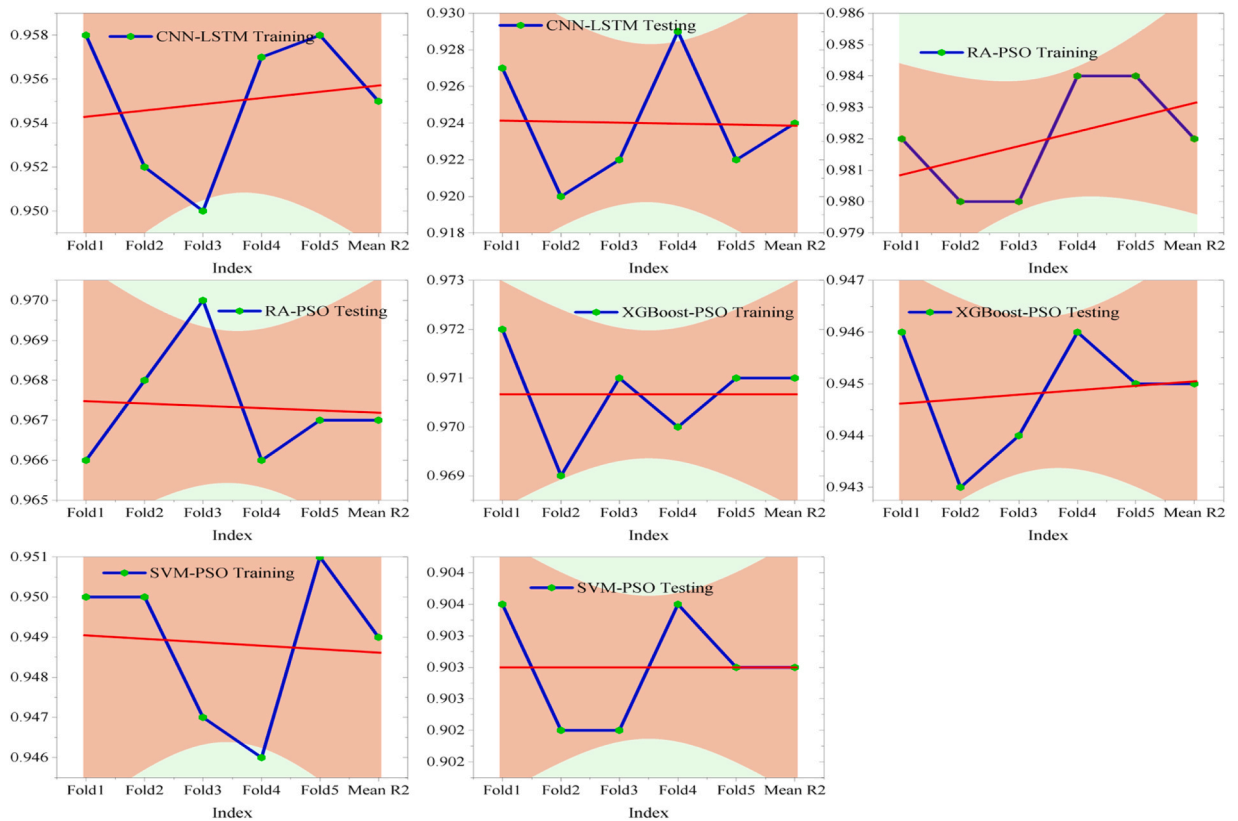 CNN-LSTM Training
0.958
0.956
0.954
0.952
0.950
Fold1 Fold2 Fold3 Fold4 Fold5 Mean R2
Index
CNN-LSTM Testing
0.930
0.928
0.926
0.924
0.922
0.920
0.918
Fold1 Fold2 Fold3 Fold4 Fold5 Mean R2
Index
RA-PSO Training
0.986
0.985
0.984
0.983
0.982
0.981
0.980
0.979
Fold1 Fold2 Fold3 Fold4 Fold5 Mean R2
Index
RA-PSO Testing
0.970
0.969
0.968
0.967
0.966
0.965
Fold1 Fold2 Fold3 Fold4 Fold5 Mean R2
Index
XGBoost-PSO Training
0.973
0.972
0.971
0.970
0.969
Fold1 Fold2 Fold3 Fold4 Fold5 Mean R2
Index
XGBoost-PSO Testing
0.947
0.946
0.945
0.944
0.943
Fold1 Fold2 Fold3 Fold4 Fold5 Mean R2
Index
SVM-PSO Training
0.951
0.950
0.949
0.948
0.947
0.946
Fold1 Fold2 Fold3 Fold4 Fold5 Mean R2
Index
SVM-PSO Testing
0.904
0.904
0.903
0.903
0.903
0.902
0.902
Fold1 Fold2 Fold3 Fold4 Fold5 Mean R2
Index